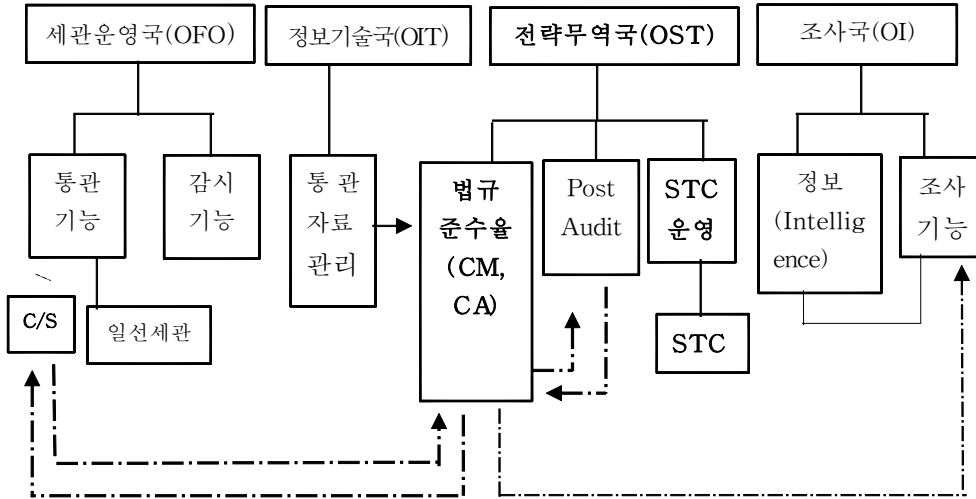 세관운영국(OFO)
정보기술국(OIT)
전략무역국(OST)
조사국(OI)
통관
기능
감시
기능
통 관
자료
관리
법규
준수율
(CM,
CA)
Post
Audit
STC
운영
정보
(Intellig
ence)
조사
기능
C/S
일선세관
STC